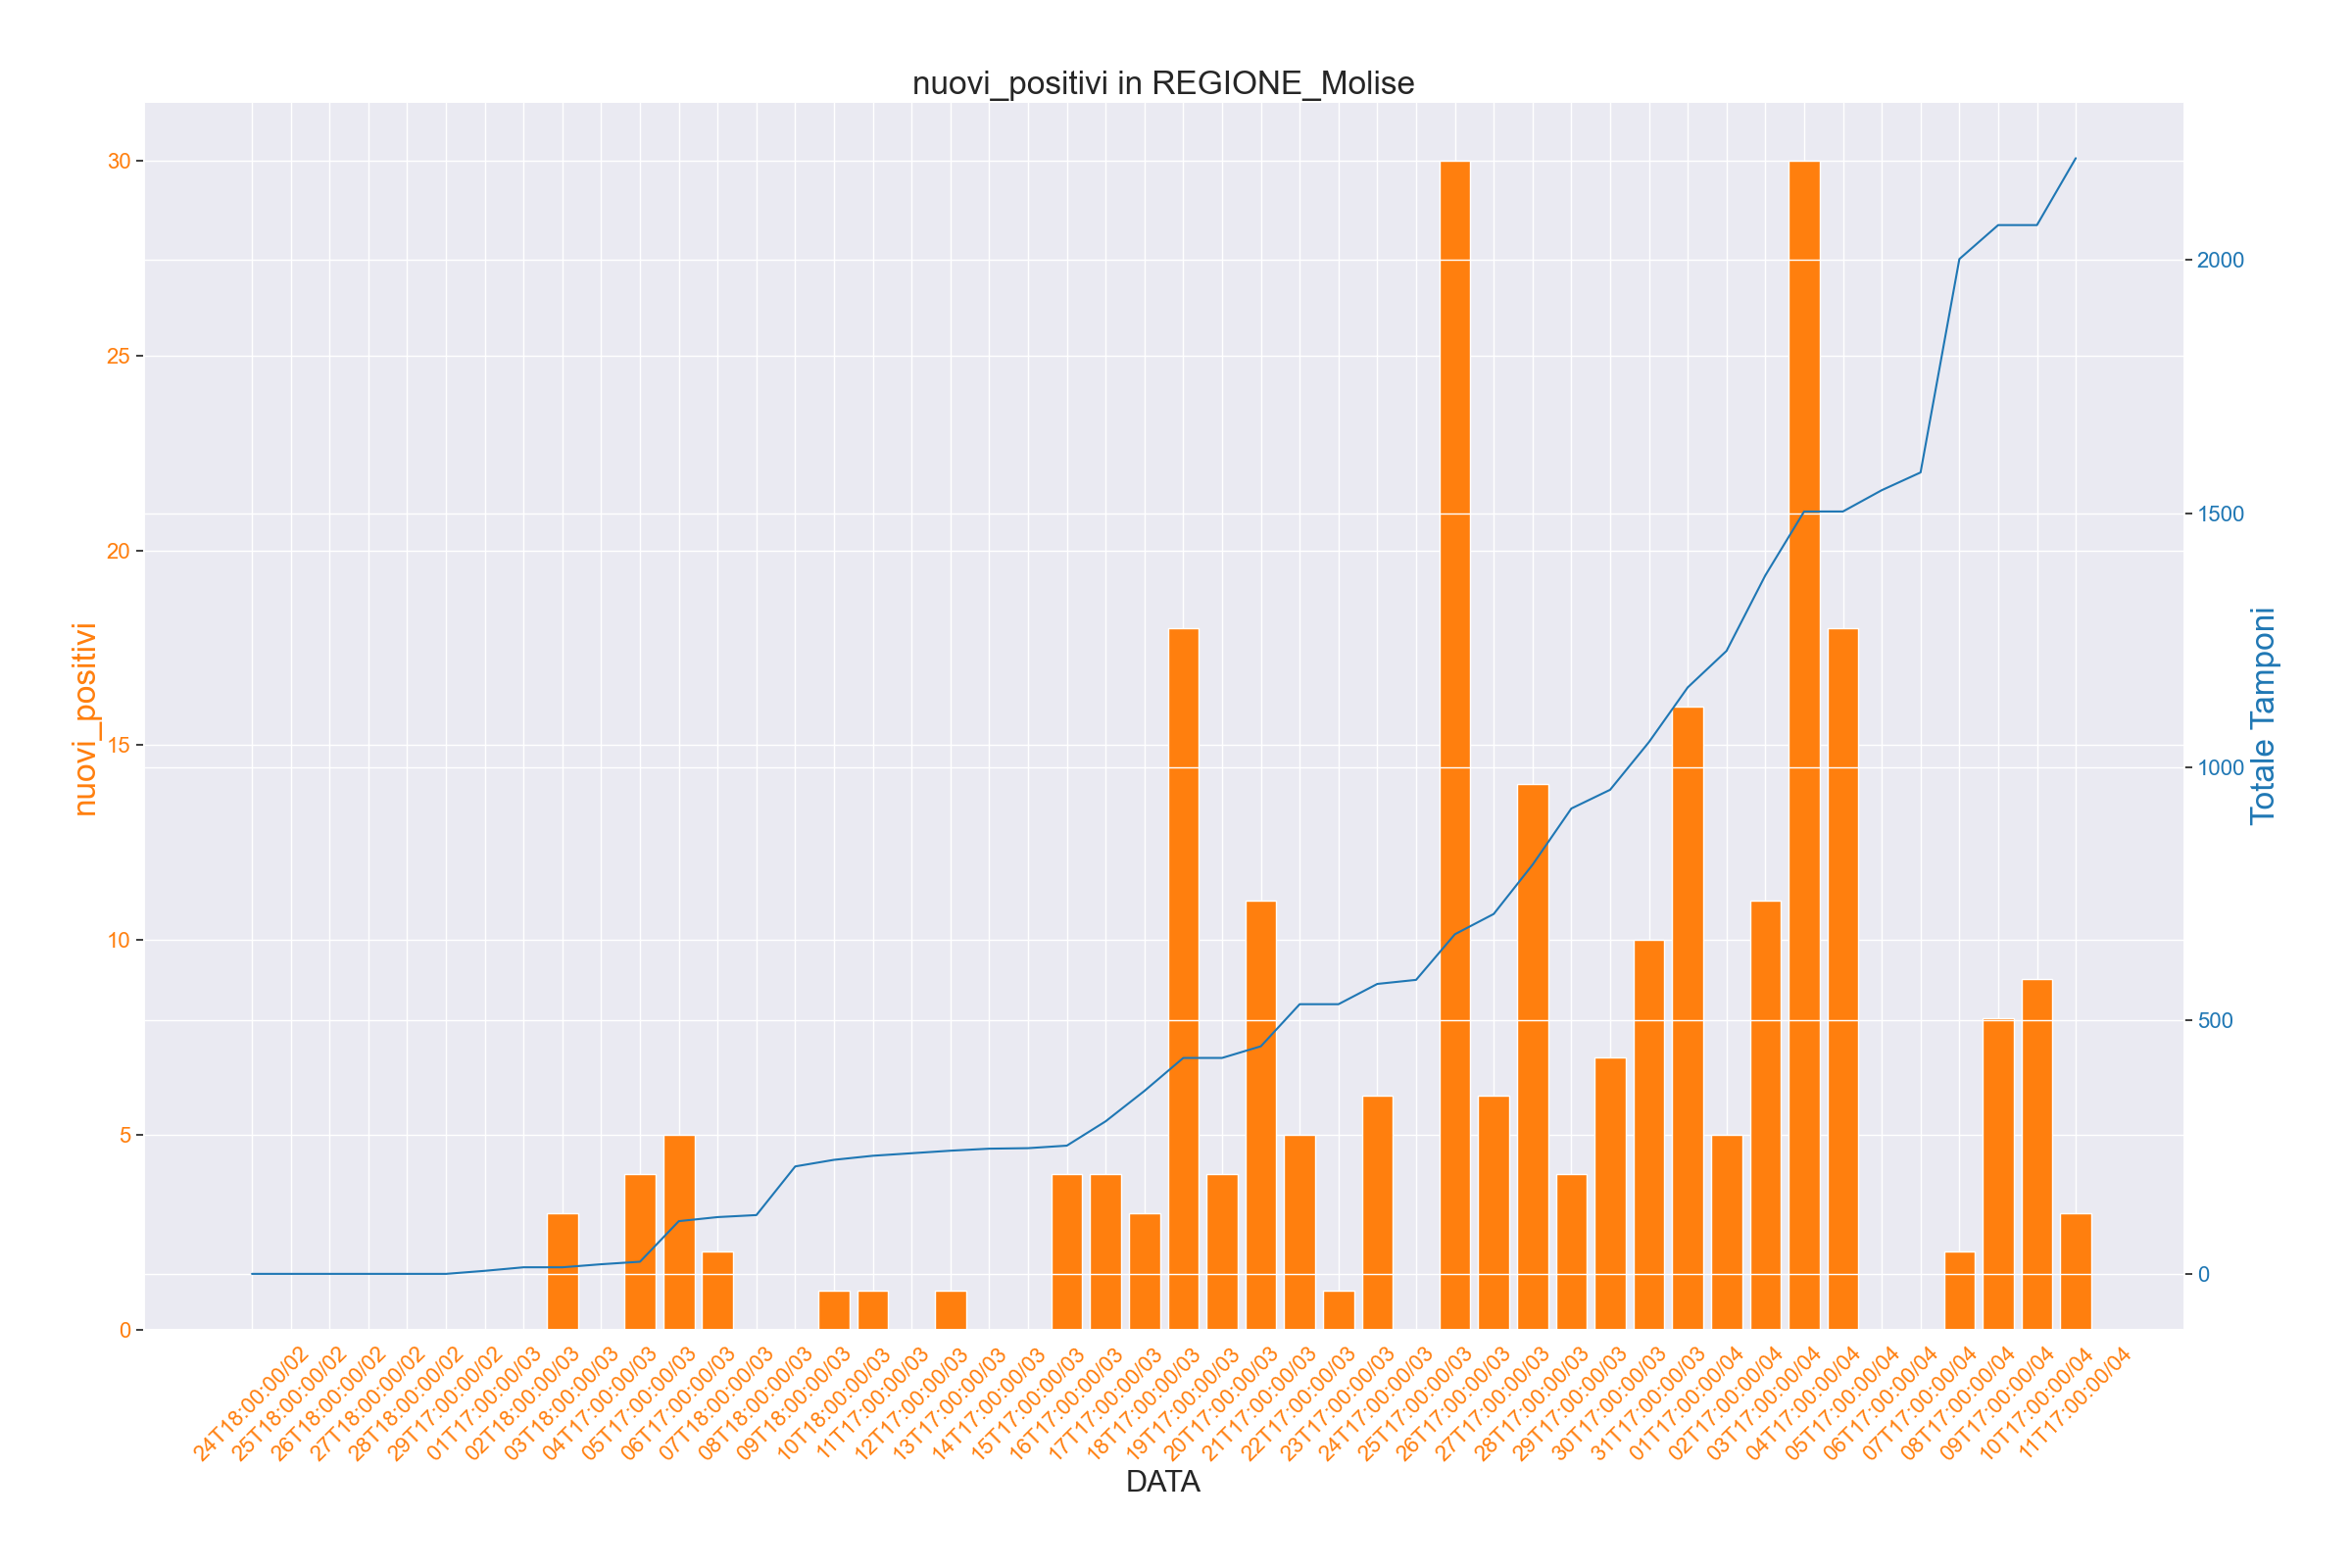 nuovi_positivi in REGIONE_Molise
30
25
20
15
10
5
0
nuovi_positivi
2000
1500
1000
500
0
Totale Tamponi
24T18:00:00/02
25T18:00:00/02
26T18:00:00/02
27T18:00:00/02
28T18:00:00/02
29T17:00:00/02
01T17:00:00/03
02T18:00:00/03
03T18:00:00/03
04T17:00:00/03
05T17:00:00/03
06T17:00:00/03
07T18:00:00/03
08T18:00:00/03
09T18:00:00/03
10T18:00:00/03
11T17:00:00/03
12T17:00:00/03
13T17:00:00/03
14T17:00:00/03
15T17:00:00/03
16T17:00:00/03
17T17:00:00/03
18T17:00:00/03
19T17:00:00/03
20T17:00:00/03
21T17:00:00/03
22T17:00:00/03
23T17:00:00/03
24T17:00:00/03
25T17:00:00/03
26T17:00:00/03
27T17:00:00/03
28T17:00:00/03
29T17:00:00/03
30T17:00:00/03
31T17:00:00/03
01T17:00:00/04
02T17:00:00/04
03T17:00:00/04
04T17:00:00/04
05T17:00:00/04
06T17:00:00/04
07T17:00:00/04
08T17:00:00/04
09T17:00:00/04
10T17:00:00/04
11T17:00:00/04
DATA